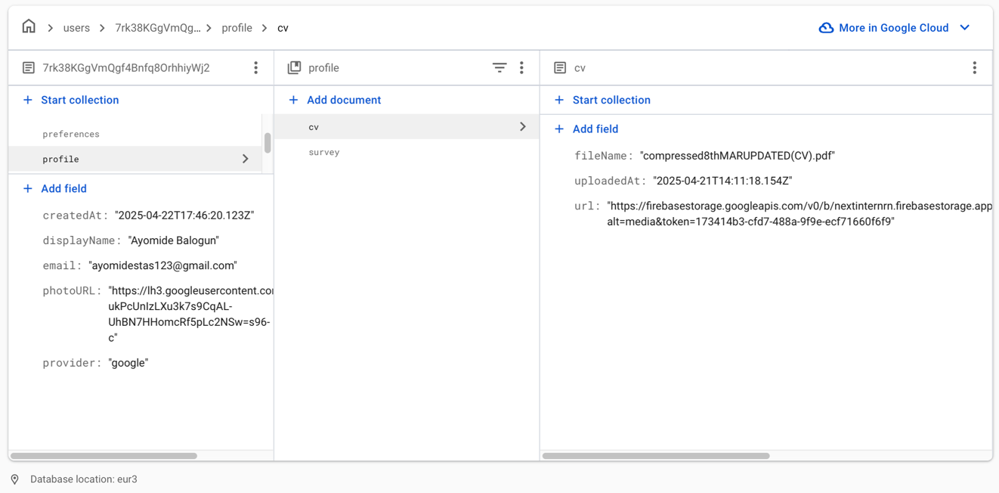 users
7rk38KGgVmQg...
profile
cv
More in Google Cloud
7rk38KGgVmQgf4Bnfq8OrhhiyWj2
Start collection
preferences
profile
Add field
createdAt: "2025-04-22T17:46:20.123Z"
displayName: "Ayomide Balogun"
email: "ayomidestas123@gmail.com"
photoURL: "https://lh3.googleusercontent.co
ukPcUnIzLXu3k7s9CqAL-
UhBN7HHomcRf5pLc2NSw=s96-
c"
provider: "google"
profile
Add document
cv
survey
cv
Start collection
Add field
fileName: "compressed8thMARUPDATED(CV).pdf"
uploadedAt: "2025-04-21T14:11:18.154Z"
url: "https://firebasestorage.googleapis.com/v0/b/nextinternrn.firebasestorage.app
alt=media&token=173414b3-cfd7-488a-9f9e-ecf71660f6f9"
Database location: eur3